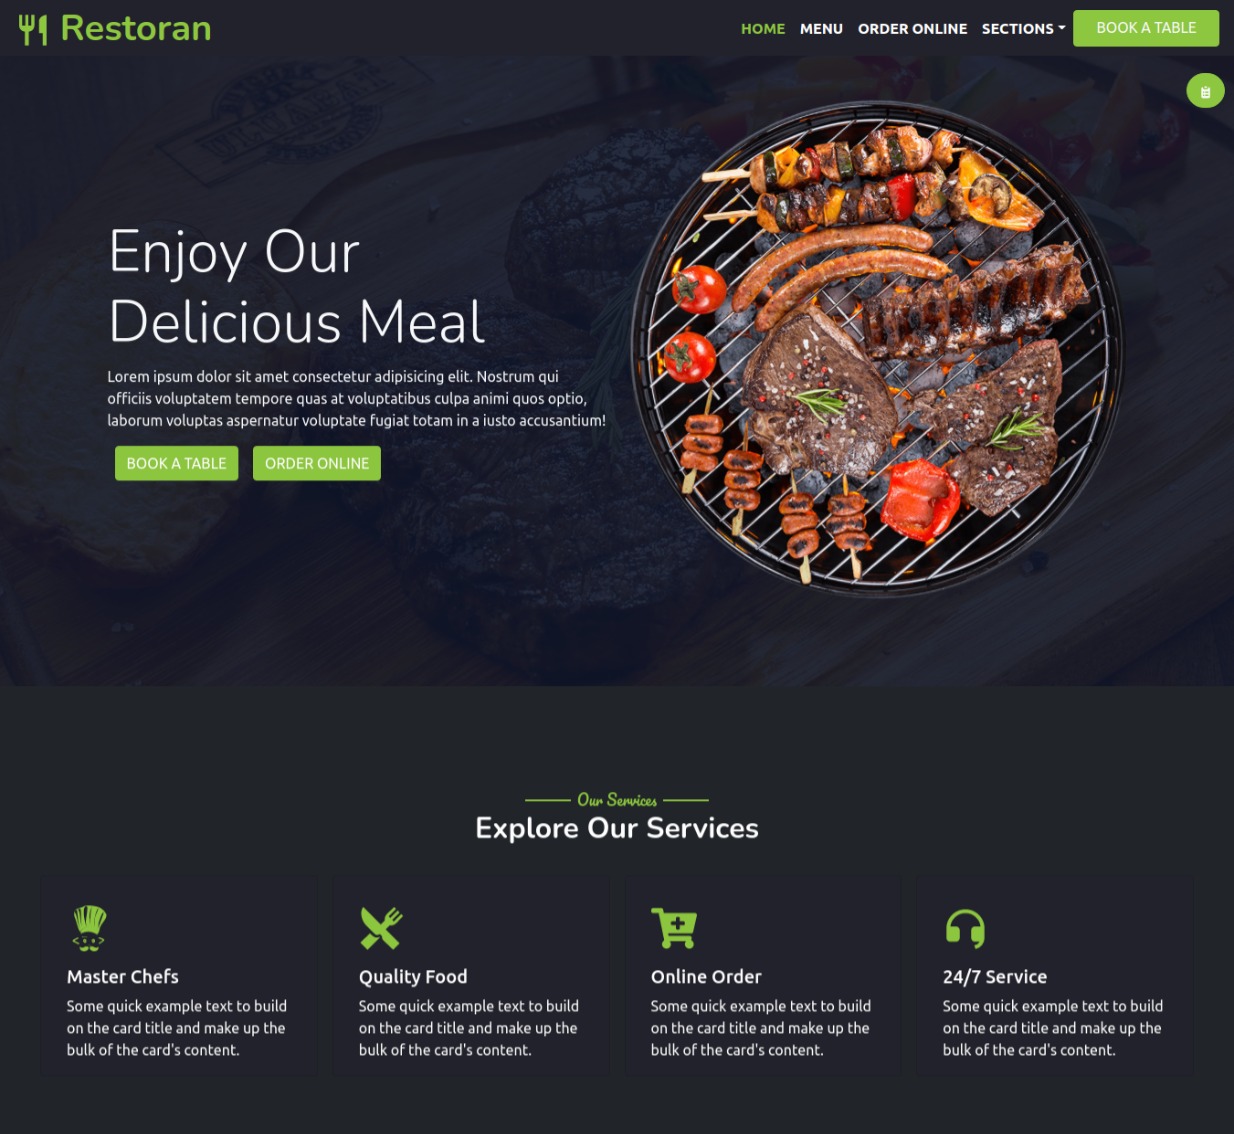 Restoran
HOME MENU ORDER ONLINE SECTIONS BOOK A TABLE
Enjoy Our
Delicious Meal
Lorem ipsum dolor sit amet consectetur adipisicing elit. Nostrum qui
officiis voluptatem tempore quas at voluptatibus culpa animi quos optio,
laborum voluptas aspernatur voluptate fugiat totam in a iusto accusantium!
BOOK A TABLE ORDER ONLINE
Our Services
Explore Our Services
Master Chefs
Some quick example text to build
on the card title and make up the
bulk of the card's content.
Quality Food
Some quick example text to build
on the card title and make up the
bulk of the card's content.
Online Order
Some quick example text to build
on the card title and make up the
bulk of the card's content.
24/7 Service
Some quick example text to build
on the card title and make up the
bulk of the card's content.